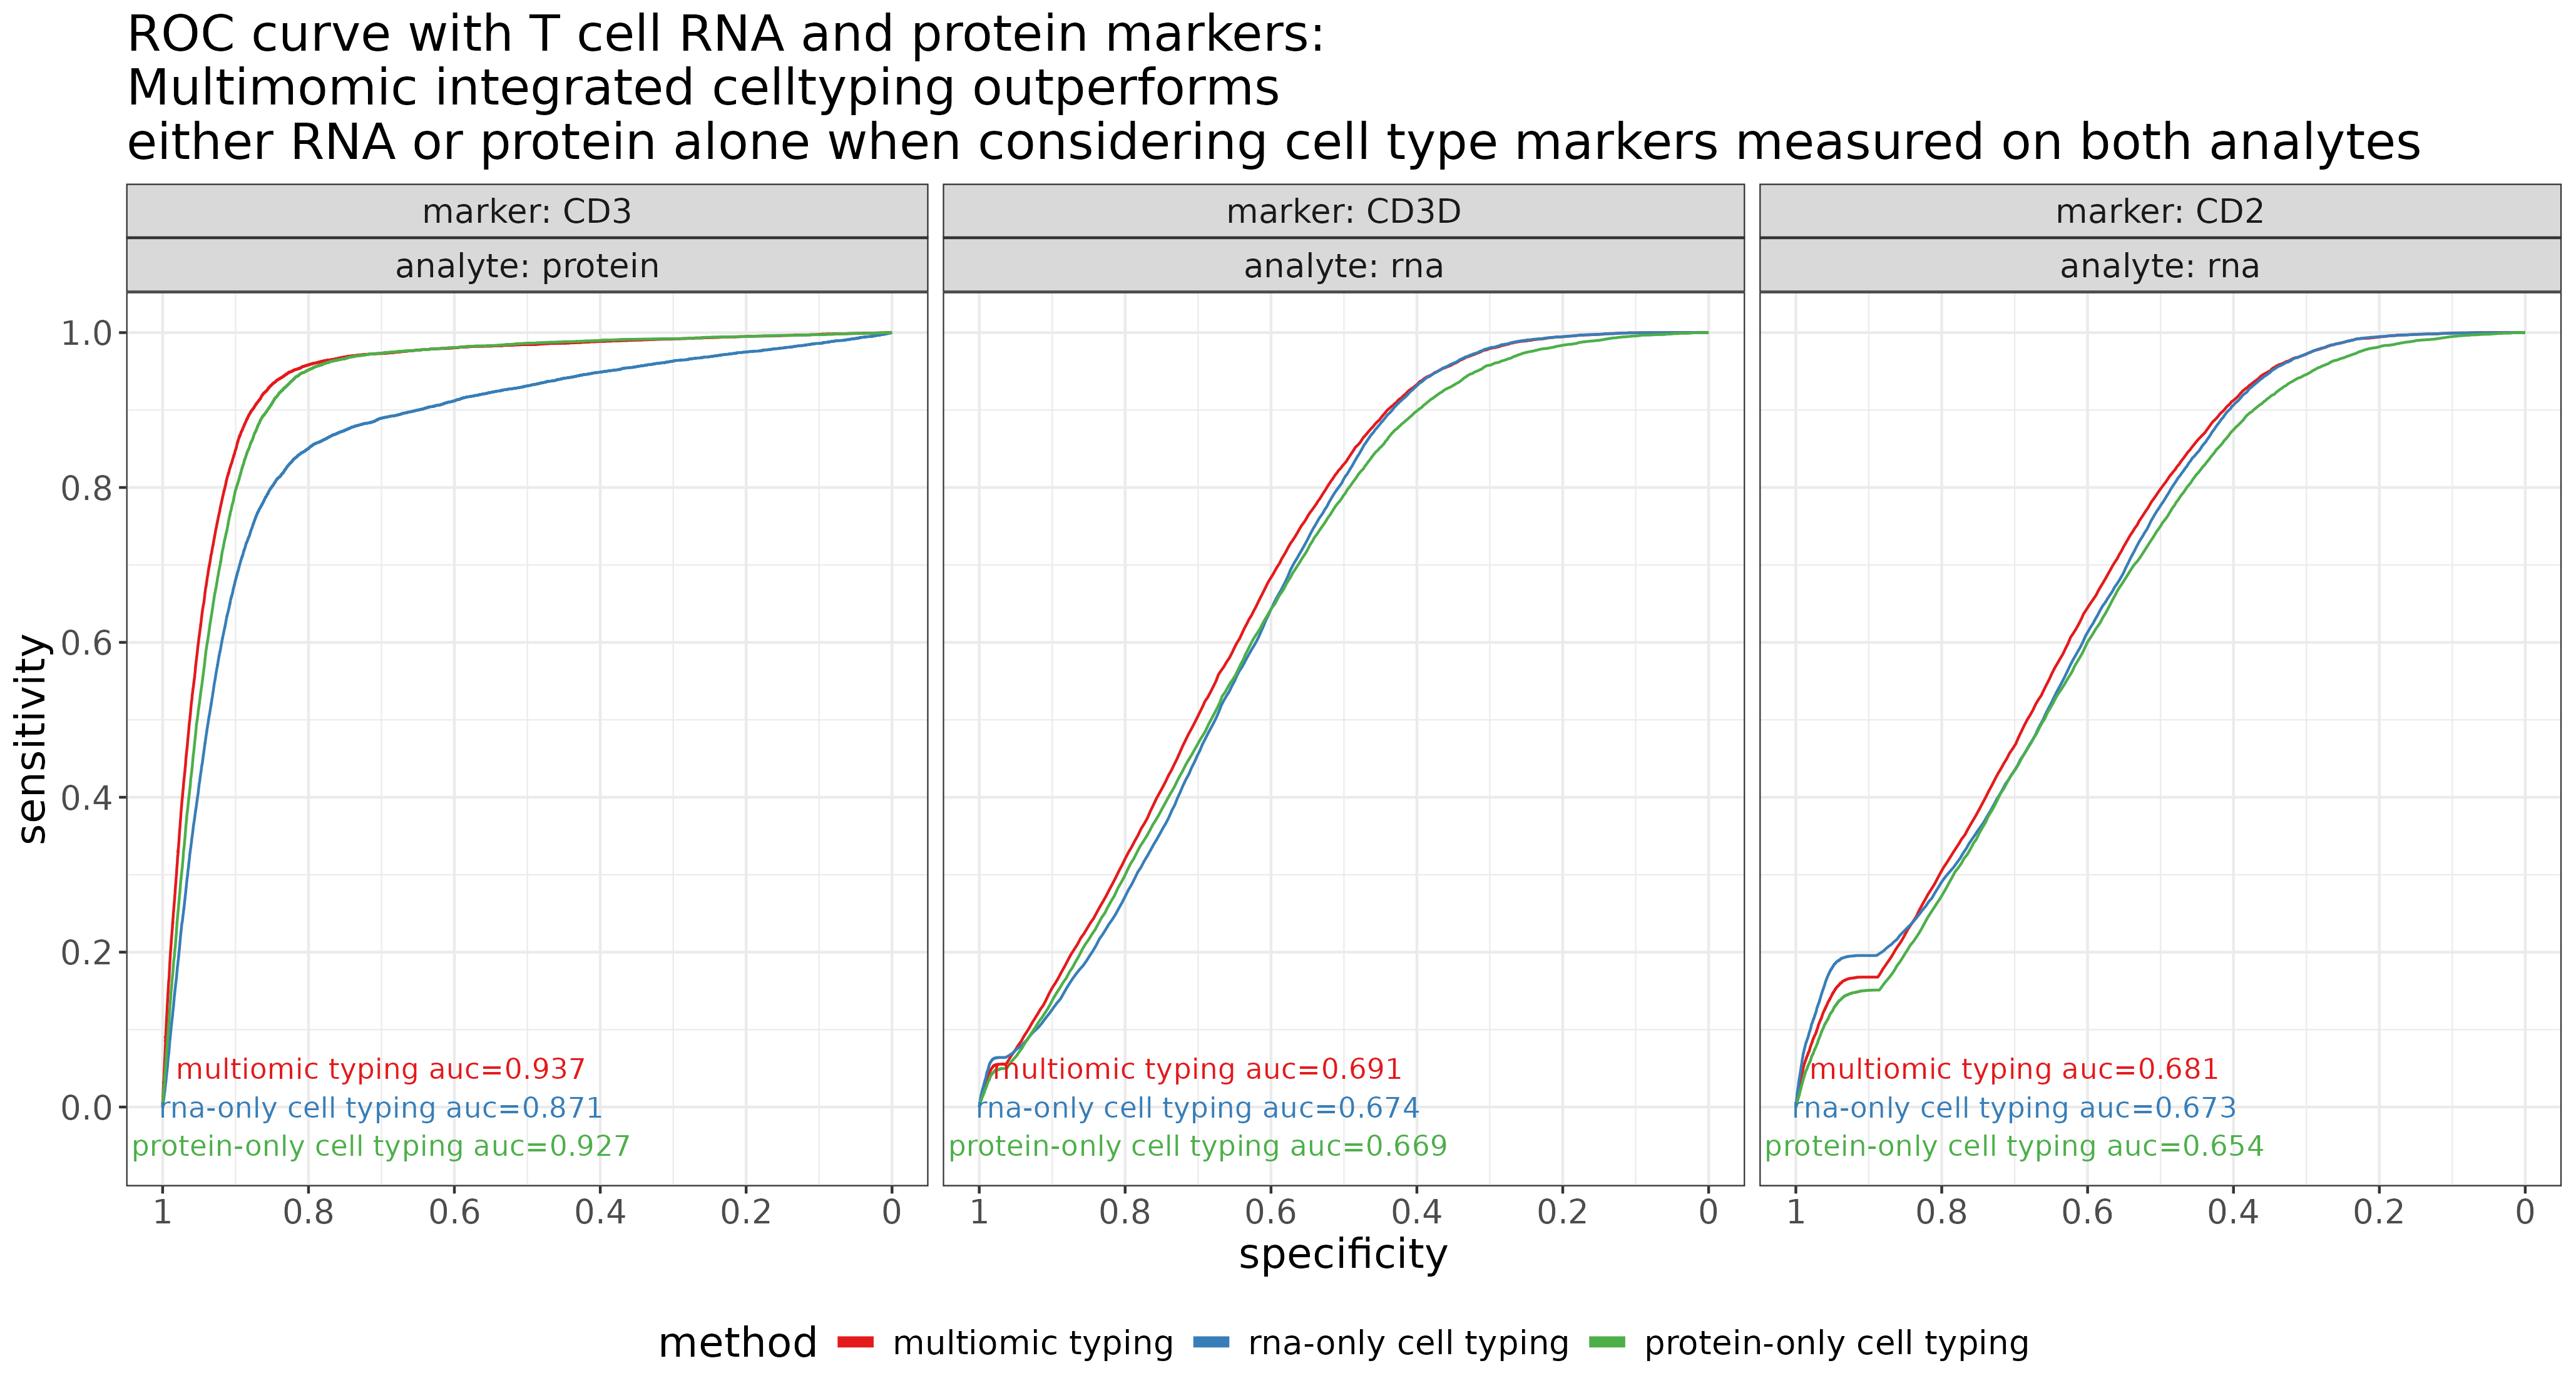 ROC curve with T cell RNA and protein markers:
Multimomic integrated celltyping outperforms
either RNA or protein alone when considering cell type markers measured on both analytes
marker: CD3
analyte: protein
marker: CD3D
analyte: rna
marker: CD2
analyte: rna
sensitivity
1.0
0.8
0.6
0.4
0.2
0.0
multiomic typing auc=0.937
rna-only cell typing auc=0.871
protein-only cell typing auc=0.927
multiomic typing auc=0.691
rna-only cell typing auc=0.674
protein-only cell typing auc=0.669
multiomic typing auc=0.681
rna-only cell typing auc=0.673
protein-only cell typing auc=0.654
1 0.8 0.6 0.4 0.2 0
1 0.8 0.6 0.4 0.2 0
1 0.8 0.6 0.4 0.2 0
specificity
method multiomic typing rna-only cell typing protein-only cell typing